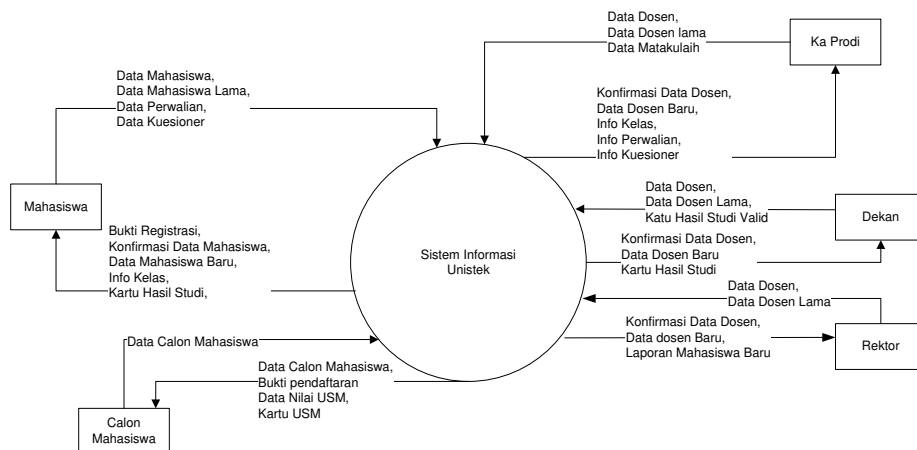 Data Dosen,
Data Dosen lama
Data Matakulaih
Ka Prodi
Data Mahasiswa,
Data Mahasiswa Lama,
Data Perwalian,
Data Kuesioner
Konfirmasi Data Dosen,
Data Dosen Baru,
Info Kelas,
Info Perwalian,
Info Kuesioner
Mahasiswa
Data Dosen,
Data Dosen Lama,
Katu Hasil Studi Valid
Dekan
Bukti Registrasi,
Konfirmasi Data Mahasiswa,
Data Mahasiswa Baru,
Info Kelas,
Kartu Hasil Studi,
Sistem Informasi
Unistek
Konfirmasi Data Dosen,
Data Dosen Baru
Kartu Hasil Studi
Data Dosen,
Data Dosen Lama
Konfirmasi Data Dosen,
Data dosen Baru,
Laporan Mahasiswa Baru
Rektor
Data Calon Mahasiswa
Data Calon Mahasiswa,
Bukti pendaftaran
Data Nilai USM,
Kartu USM
Calon
Mahasiswa